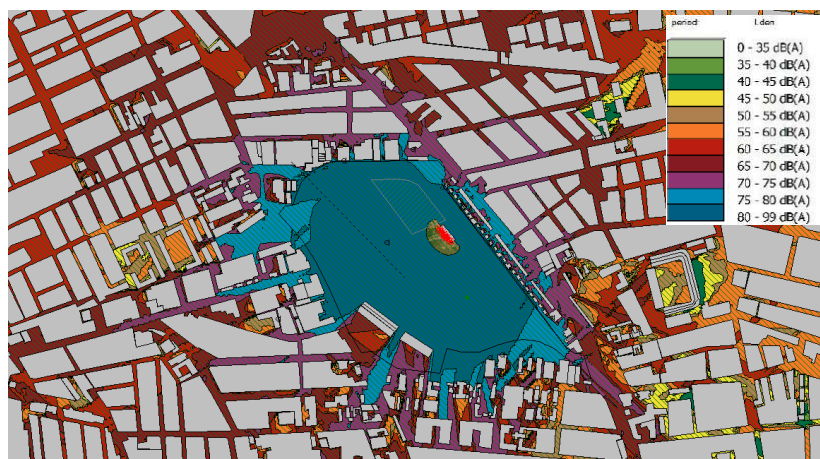 period: Lden
0 - 35 dB(A)
35 - 40 dB(A)
40 - 45 dB(A)
45 - 50 dB(A)
50 - 55 dB(A)
55 - 60 dB(A)
60 - 65 dB(A)
65 - 70 dB(A)
70 - 75 dB(A)
75 - 80 dB(A)
80 - 99 dB(A)